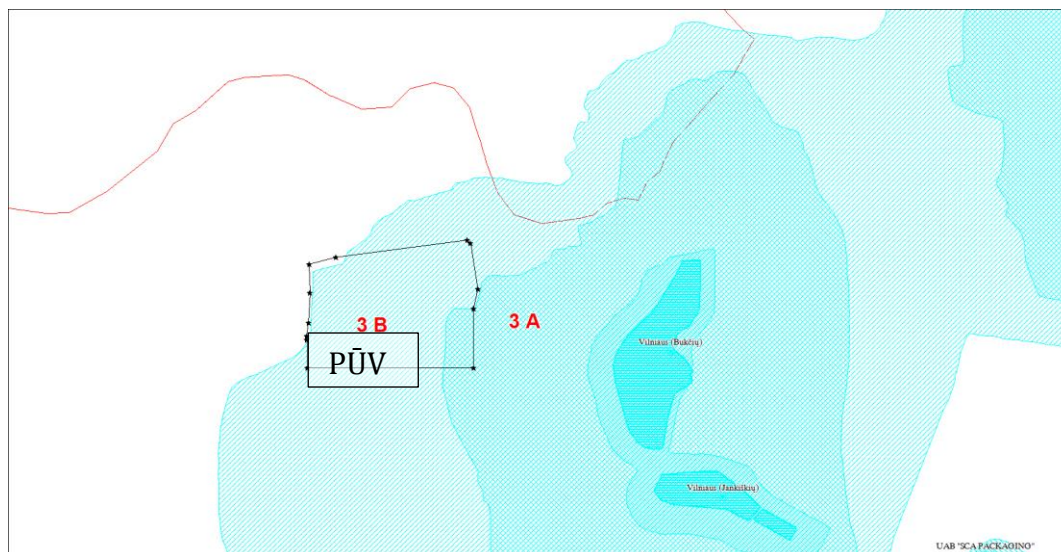 3 B
3 A
PŪV
Vilniaus (Bukčių)
Vilniaus (Jankiškių)
UAB "SCA PACKAGING"